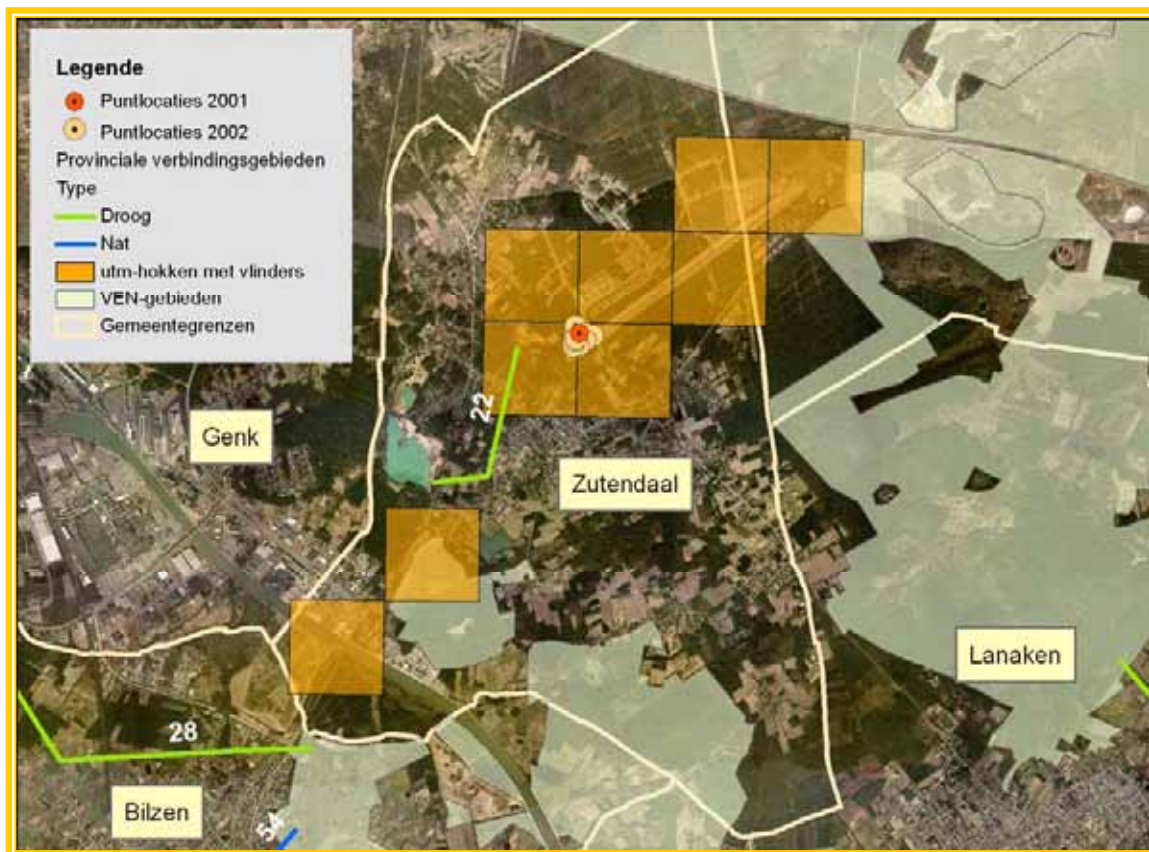 Legende
Puntlocaties 2001
Puntlocaties 2002
Provinciale verbindingsgebieden
Type
Droog
Nat
utm-hokken met vlinders
VEN-gebieden
Gemeentegrenzen
Genk
22
Zutendaal
Lanaken
28
Bilzen
54